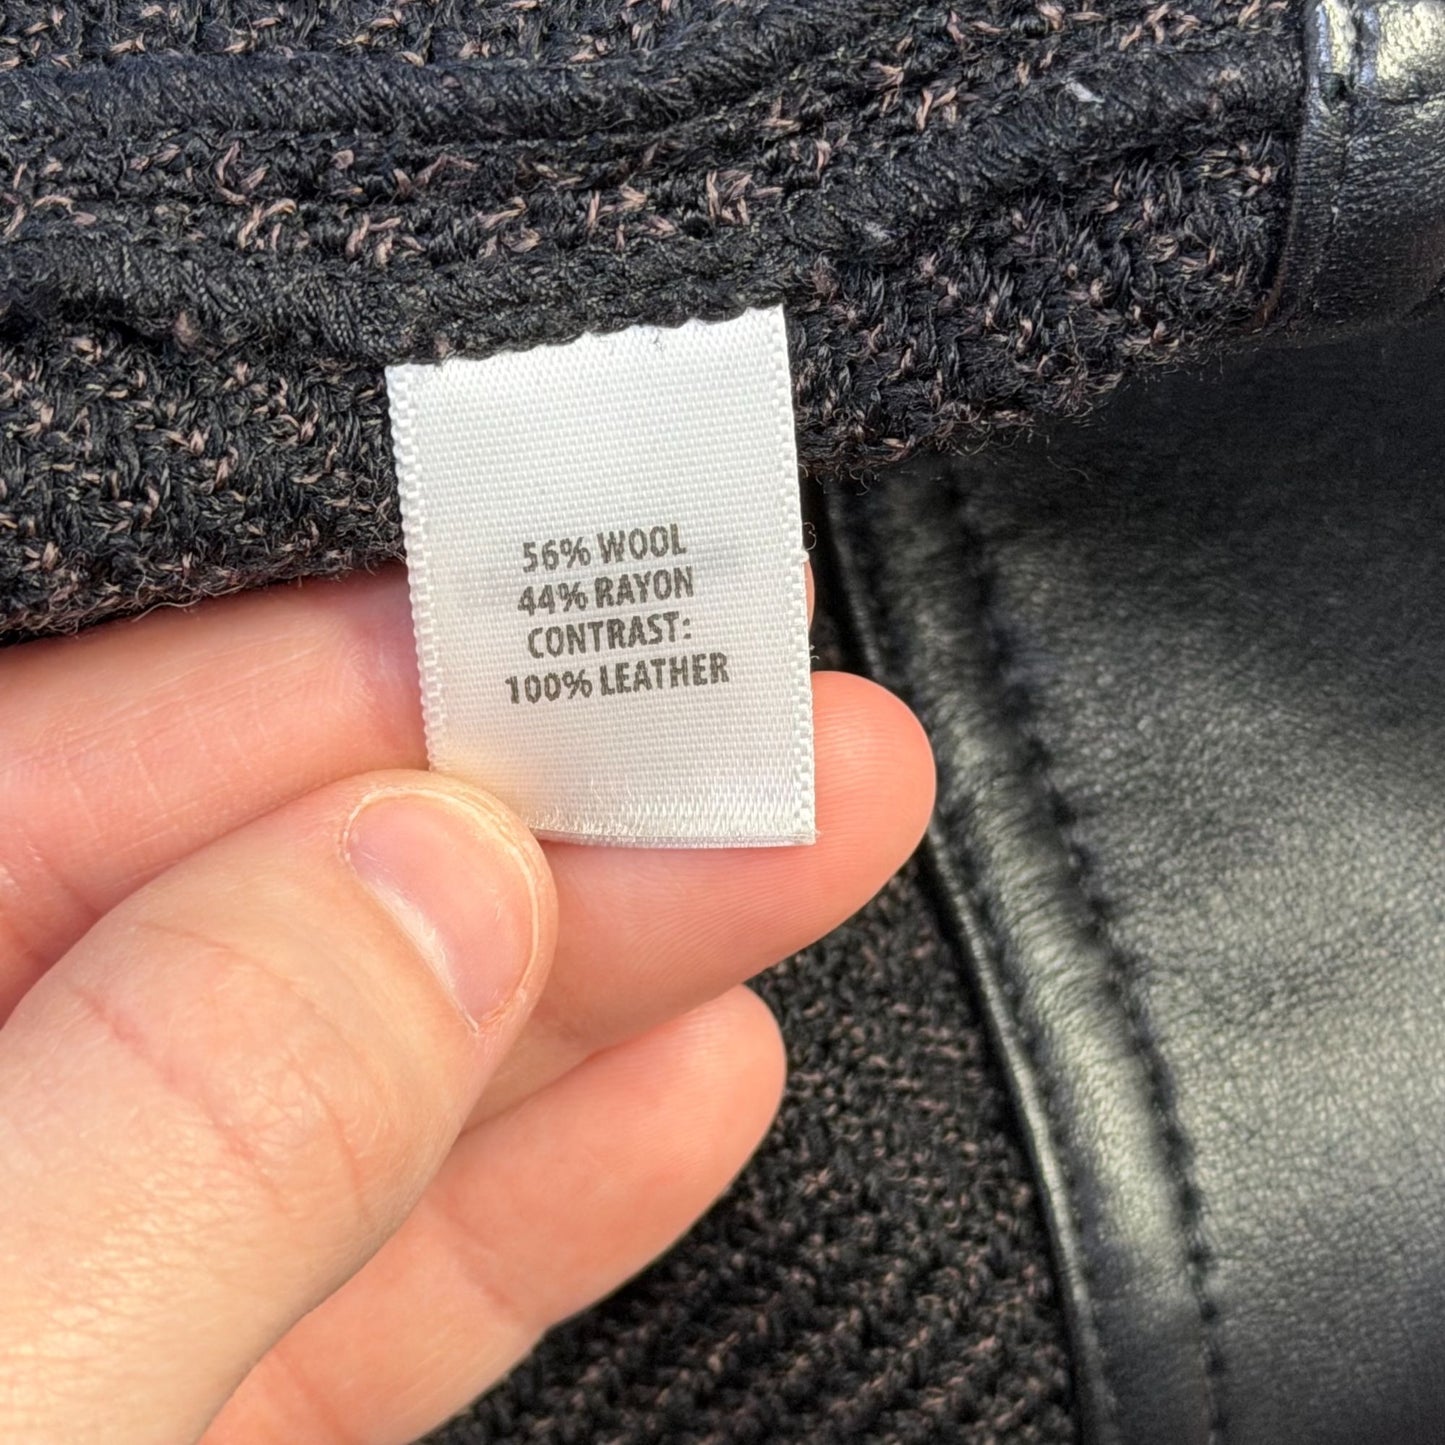 56% WOOL
44% RAYON
CONTRAST:
100% LEATHER